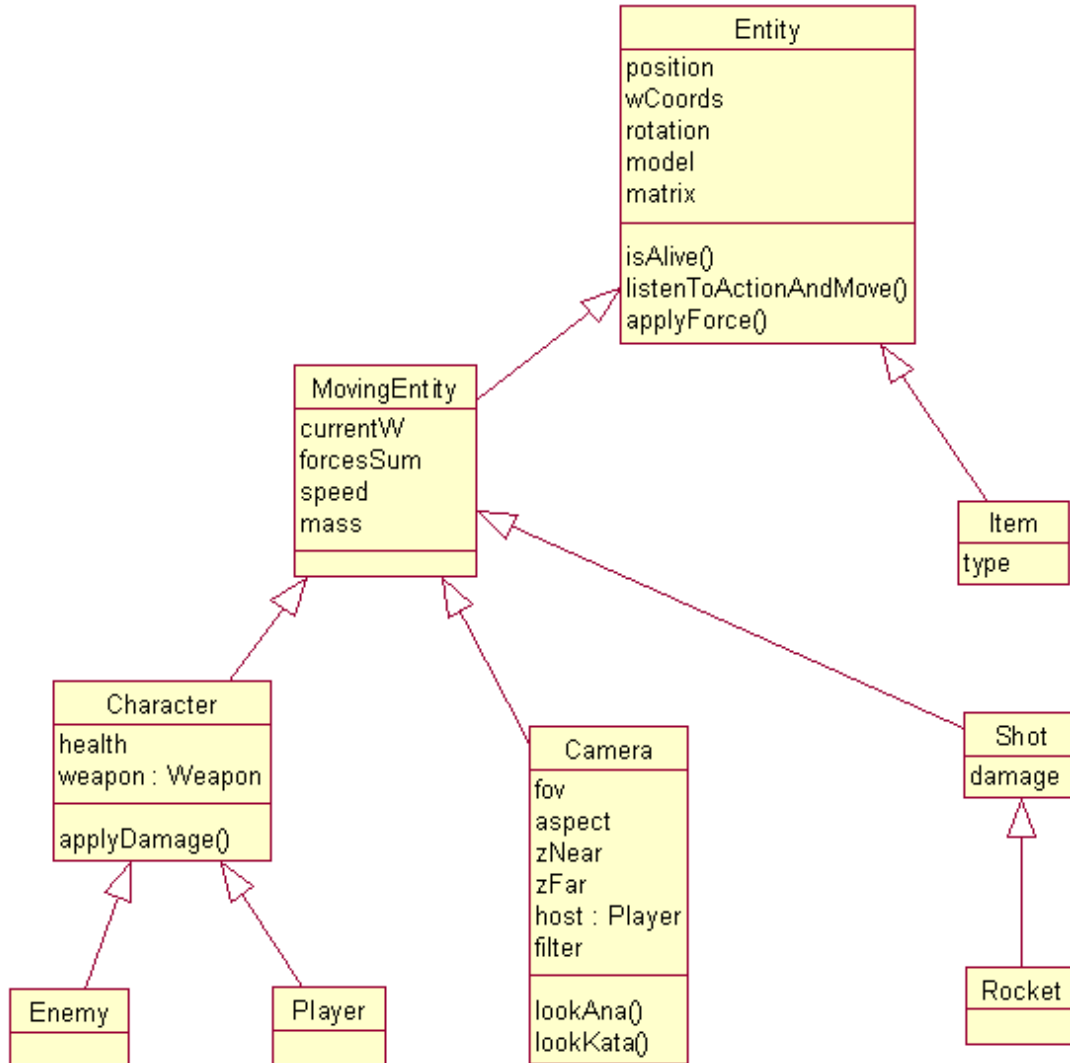 Entity
position
wCoords
rotation
model
matrix
isAlive()
listenToActionAndMove()
applyForce()
MovingEntity
currentW
forcesSum
speed
mass
Item
type
Character
health
weapon : Weapon
applyDamage()
Camera
fov
aspect
zNear
zFar
host : Player
filter
lookAna()
lookKata()
Shot
damage
Enemy
Player
Rocket